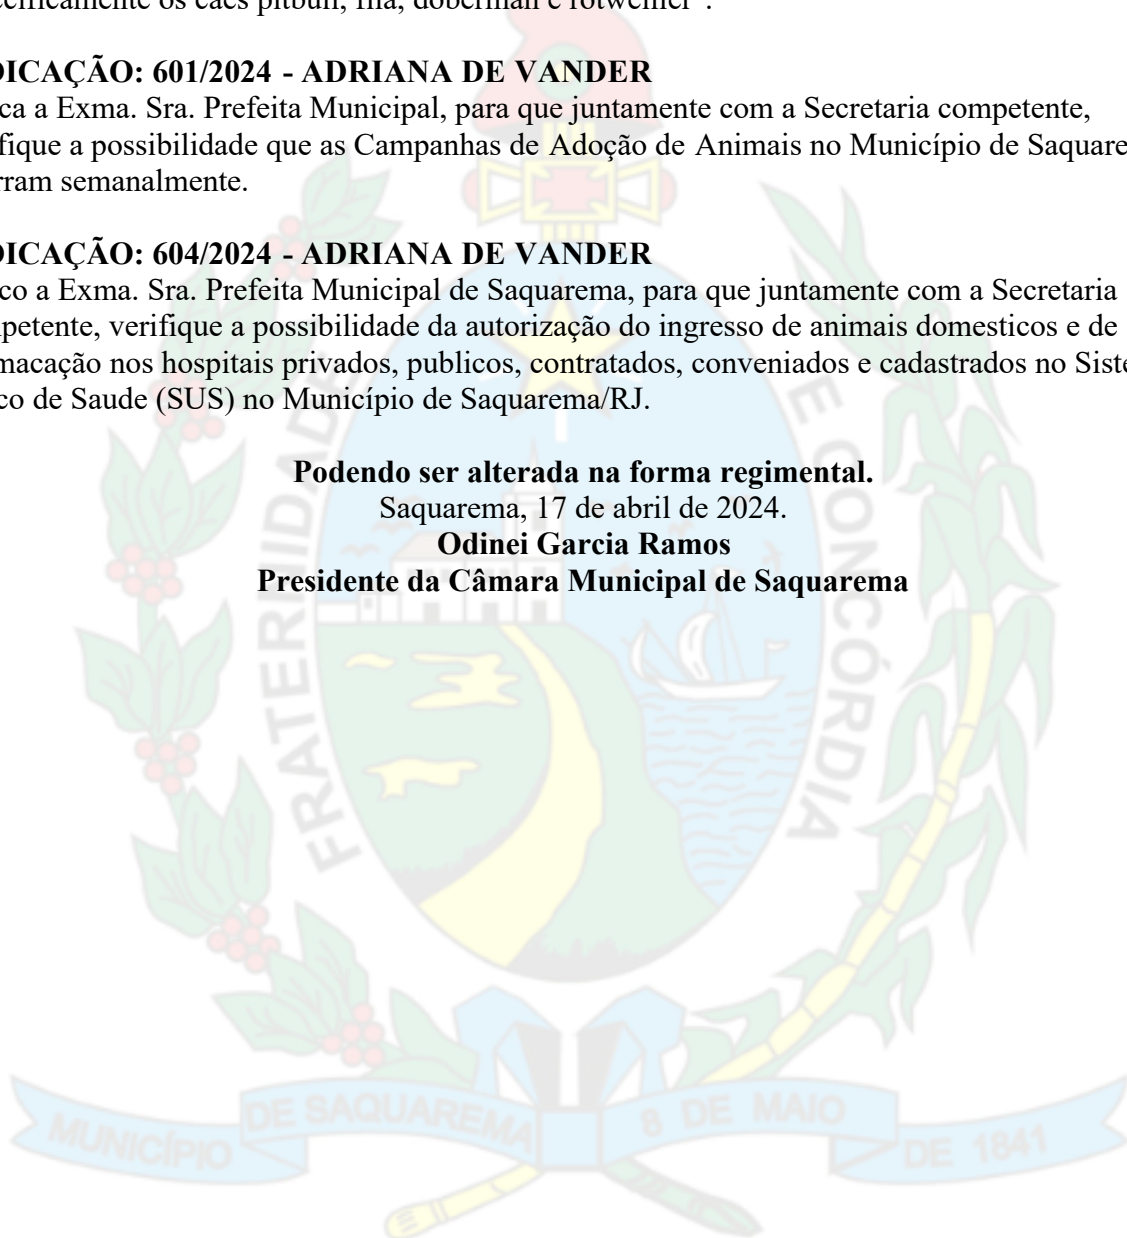 cificamente os cães pitbull, fila, doberman e rotweiller".
DICAÇÃO: 601/2024 - ADRIANA DE VANDER
ca a Exma. Sra. Prefeita Municipal, para que juntamente com a Secretaria competente,
ifique a possibilidade que as Campanhas de Adoção de Animais no Município de Saquare
rram semanalmente.
DICAÇÃO: 604/2024 - ADRIANA DE VANDER
co a Exma. Sra. Prefeita Municipal de Saquarema, para que juntamente com a Secretaria
petente, verifique a possibilidade da autorização do ingresso de animais domesticos e de
macação nos hospitais privados, publicos, contratados, conveniados e cadastrados no Siste
co de Saude (SUS) no Município de Saquarema/RJ.
Podendo ser alterada na forma regimental.
Saquarema, 17 de abril de 2024.
Odinei Garcia Ramos
Presidente da Câmara Municipal de Saquarema
FRATERNIDADE E CONCÓRDIA
MUNICÍPIO DE SAQUAREMA 8 DE MAIO DE 1841